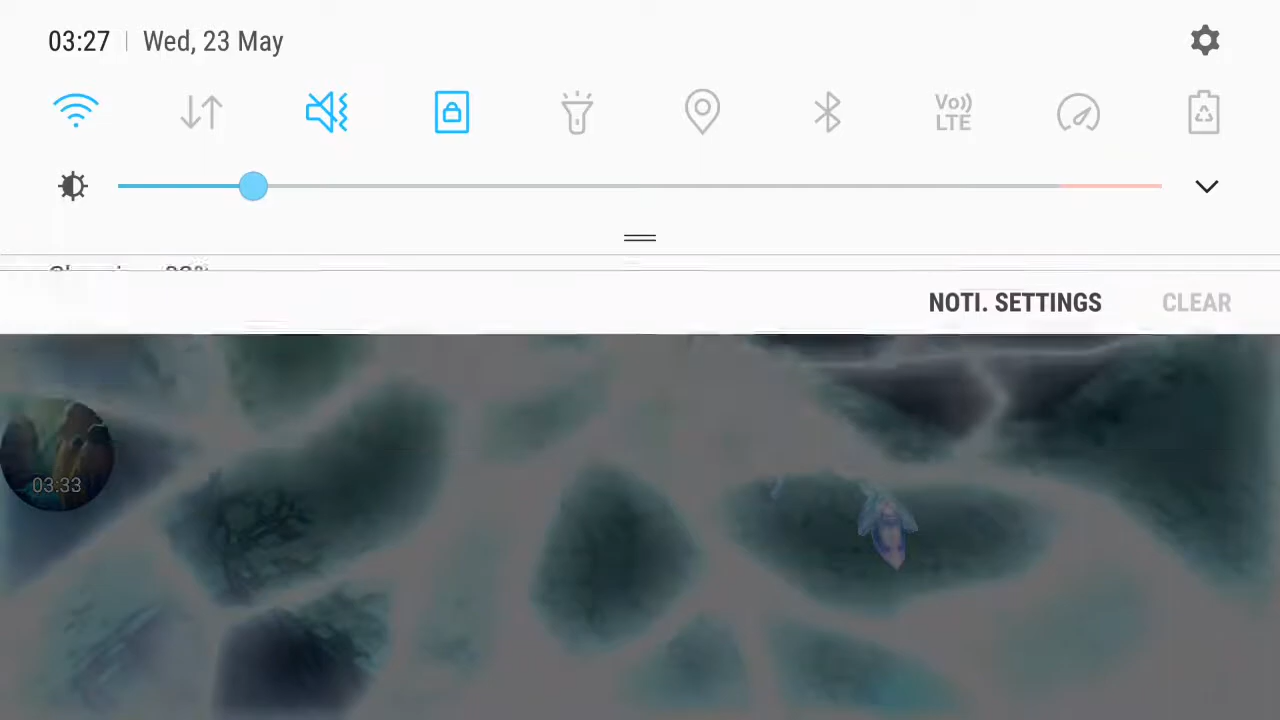 03:27 | Wed, 23 May
Vo))
LTE
NOTI. SETTINGS
CLEAR
03:33